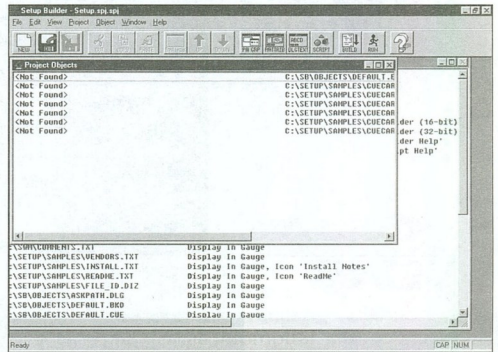 Setup Builder - Setup.spj.spj
File Edit View Project Object Window Help
NEW
BUILD RUN
Project Objects
<Not Found> C:\SB\OBJECTS\DEFAULT.E
<Not Found> C:\SETUP\SAMPLES\CUECAR
<Not Found> C:\SETUP\SAMPLES\CUECAR
<Not Found> C:\SETUP\SAMPLES\CUECAR
<Not Found> C:\SETUP\SAMPLES\CUECAR
<Not Found> C:\SETUP\SAMPLES\CUECAR
der (16-bit)
der (32-bit)
der Help'
pt Help'
:\SWM\COMMENTS.TXT Display In Gauge
:\SETUP\SAMPLES\VENDORS.TXT Display In Gauge
:\SETUP\SAMPLES\INSTALL.TXT Display In Gauge, Icon 'Install Notes'
:\SETUP\SAMPLES\README.TXT Display In Gauge, Icon 'ReadMe'
:\SETUP\SAMPLES\FILE_ID.DIZ Display In Gauge
:\SB\OBJECTS\ASKPATH.DLG Display In Gauge
:\SB\OBJECTS\DEFAULT.BKD Display In Gauge
:\SB\OBJECTS\DEFAULT.CUE Display In Gauge
Ready CAP NUM